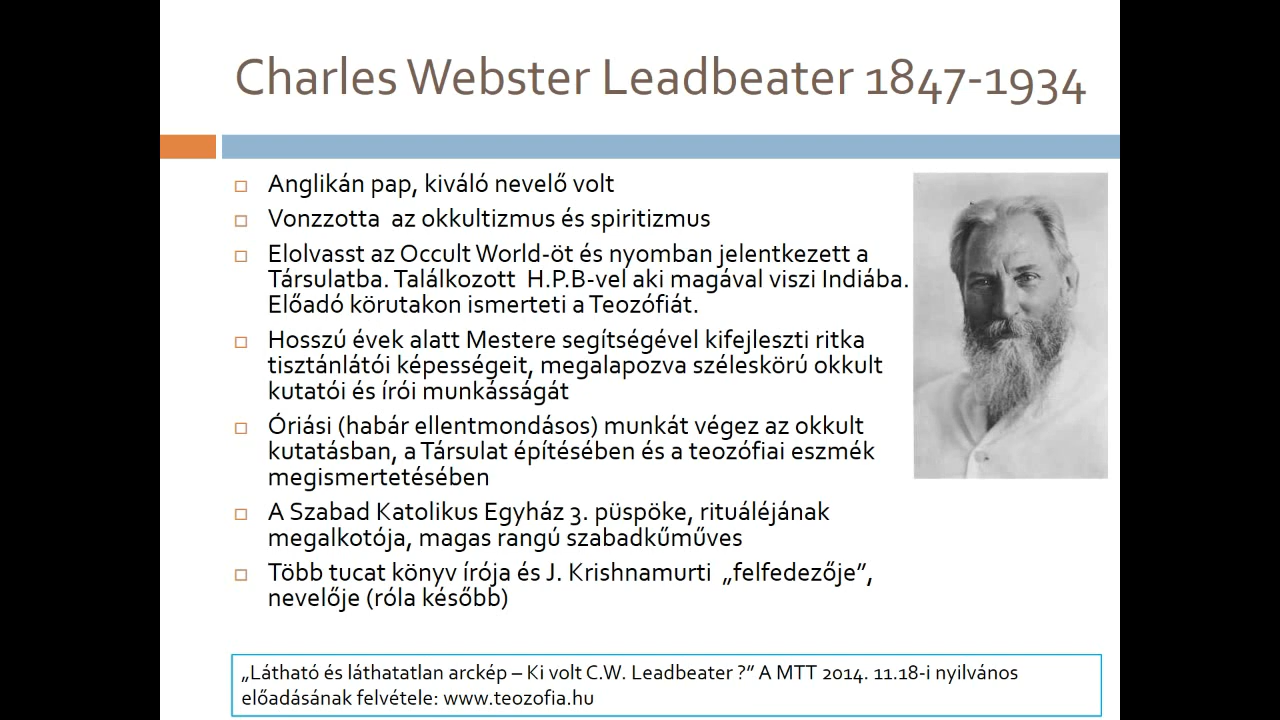 Charles Webster Leadbeater 1847-1934
Anglikán pap, kiváló nevelő volt
Vonzzotta az okkultizmus és spiritizmus
Elolvasst az Occult World-öt és nyomban jelentkezett a
Társulatba. Találkozott H.P.B-vel aki magával viszi Indiába.
Előadó körutakon ismerteti a Teozófiát.
Hosszú évek alatt Mestere segítségével kifejleszti ritka
tisztánlátói képességeit, megalapozva széleskörú okkult
kutatói és írói munkásságát
Óriási (habár ellentmondásos) munkát végez az okkult
kutatásban, a Társulat építésében és a teozófiai eszmék
megismertetésében
A Szabad Katolikus Egyház 3. püspöke, rituáléjának
megalkotója, magas rangú szabadkűműves
Több tucat könyv írója és J. Krishnamurti „felfedezője”,
nevelője (róla később)
„Látható és láthatatlan arckép – Ki volt C.W. Leadbeater ?” A MTT 2014. 11.18-i nyilvános
előadásának felvétele: www.teozofia.hu